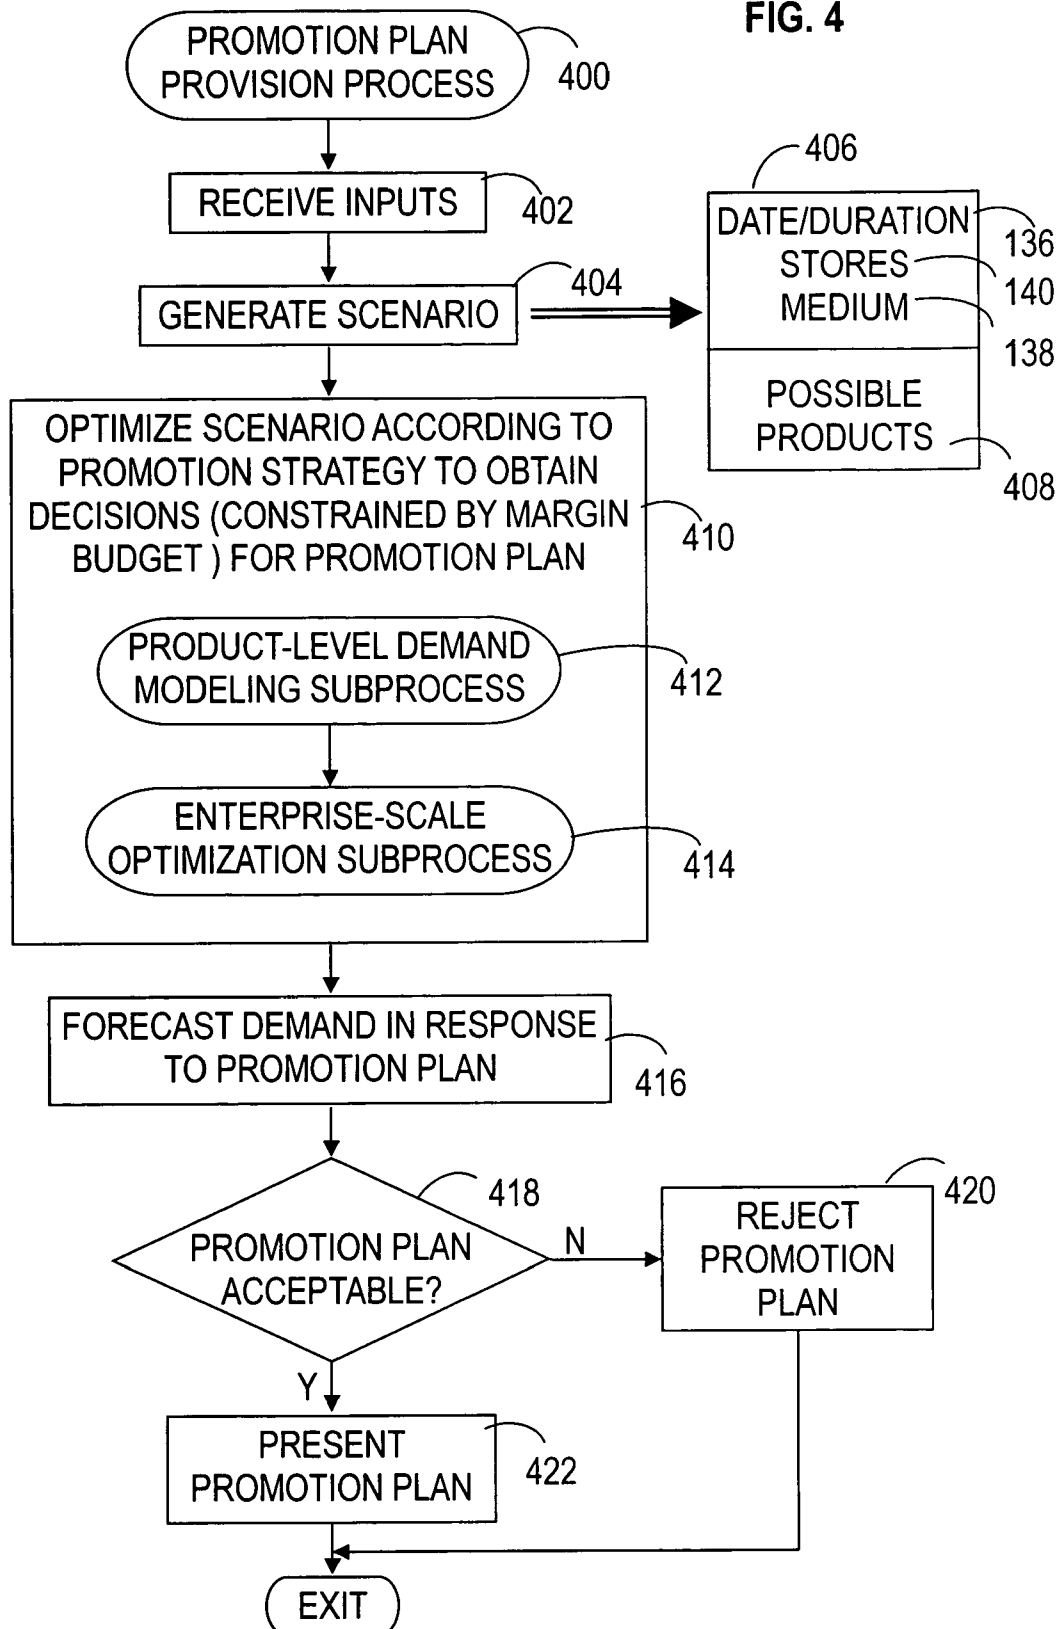 FIG. 4
PROMOTION PLAN
PROVISION PROCESS
400
RECEIVE INPUTS
402
GENERATE SCENARIO
404
406
DATE/DURATION
136
STORES
140
MEDIUM
138
POSSIBLE
PRODUCTS
408
OPTIMIZE SCENARIO ACCORDING TO
PROMOTION STRATEGY TO OBTAIN
DECISIONS (CONSTRAINED BY MARGIN
BUDGET ) FOR PROMOTION PLAN
410
PRODUCT-LEVEL DEMAND
MODELING SUBPROCESS
412
ENTERPRISE-SCALE
OPTIMIZATION SUBPROCESS
414
FORECAST DEMAND IN RESPONSE
TO PROMOTION PLAN
416
PROMOTION PLAN
ACCEPTABLE?
418
N
REJECT
PROMOTION
PLAN
420
Y
PRESENT
PROMOTION PLAN
422
EXIT